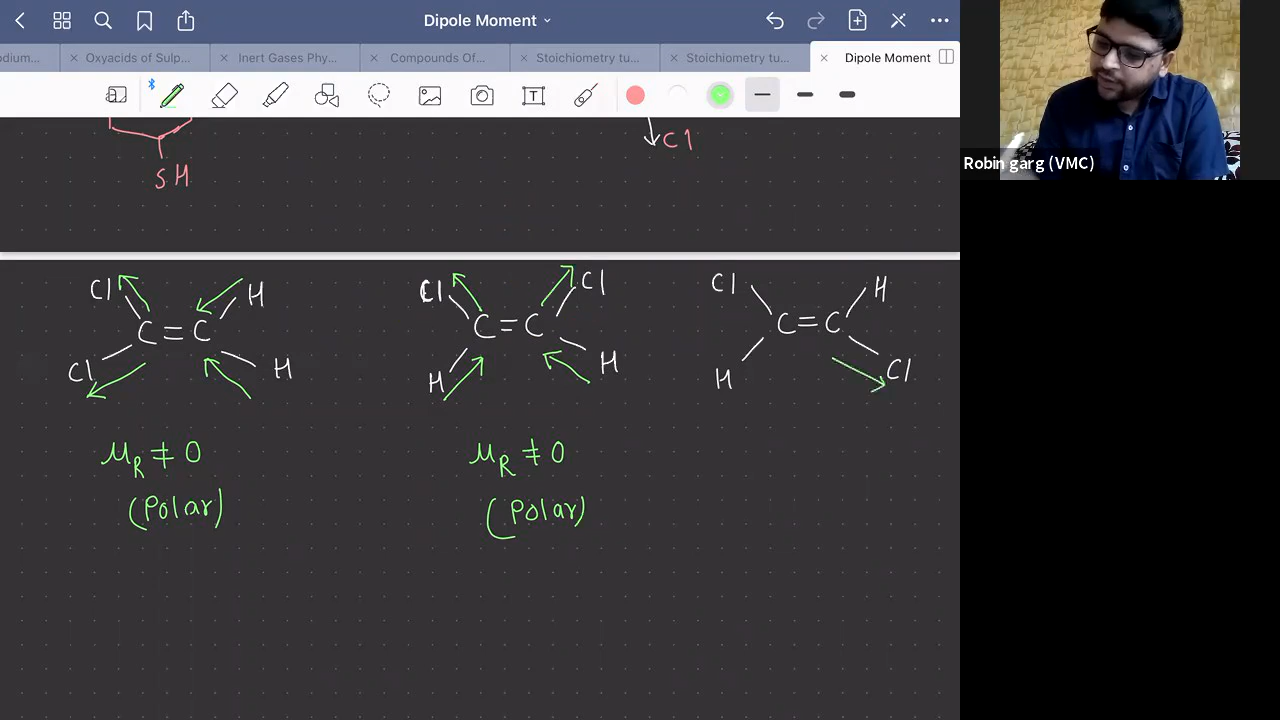 Dipole Moment
odium...
Oxyacids of Sulp...
Inert Gases Phy...
Compounds Of...
Stoichiometry tu...
Stoichiometry tu...
Dipole Moment
T
SH
Cl
Robin garg (VMC)
Cl H
C = C
Cl H
Cl Cl
C = C
H H
Cl H
C = C
H Cl
μR ≠ 0
(Polar)
μR ≠ 0
(Polar)